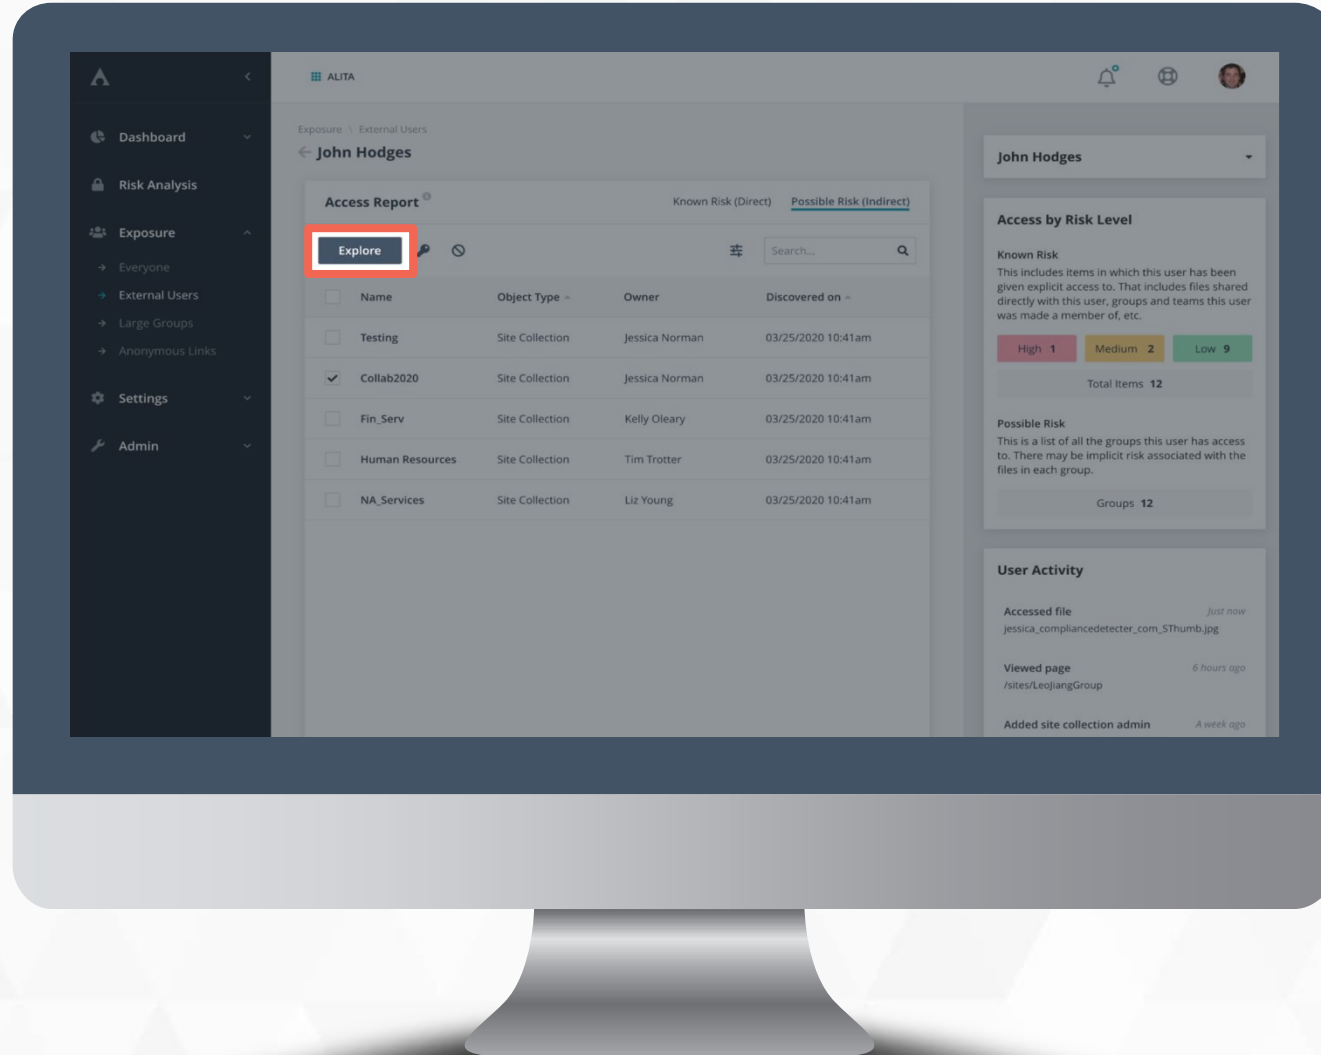 ALITA
Dashboard
Risk Analysis
Exposure
Everyone
External Users
Large Groups
Anonymous Links
Settings
Admin
Exposure \ External Users
John Hodges
Access Report
Known Risk (Direct) Possible Risk (Indirect)
Explore
Search...
Name Object Type Owner Discovered on
Testing Site Collection Jessica Norman 03/25/2020 10:41am
Collab2020 Site Collection Jessica Norman 03/25/2020 10:41am
Fin_Serv Site Collection Kelly Oleary 03/25/2020 10:41am
Human Resources Site Collection Tim Trotter 03/25/2020 10:41am
NA_Services Site Collection Liz Young 03/25/2020 10:41am
John Hodges
Access by Risk Level
Known Risk
This includes items in which this user has been
given explicit access to. That includes files shared
directly with this user, groups and teams this user
was made a member of, etc.
High 1 Medium 2 Low 9
Total Items 12
Possible Risk
This is a list of all the groups this user has access
to. There may be implicit risk associated with the
files in each group.
Groups 12
User Activity
Accessed file Just now
jessica_compliancedetecter_com_SThumb.jpg
Viewed page 6 hours ago
/sites/LeoJiangGroup
Added site collection admin A week ago